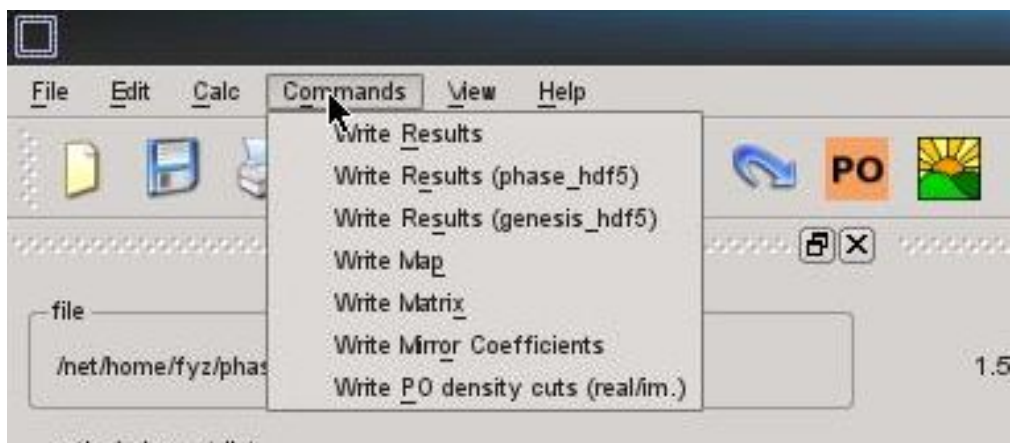 File Edit Calc Commands View Help
Write Results
Write Results (phase_hdf5)
Write Results (genesis_hdf5)
PO
Write Map
Write Matrix
Write Mirror Coefficients
Write PO density cuts (real/im.)
file
/net/home/fyz/phas
1.5